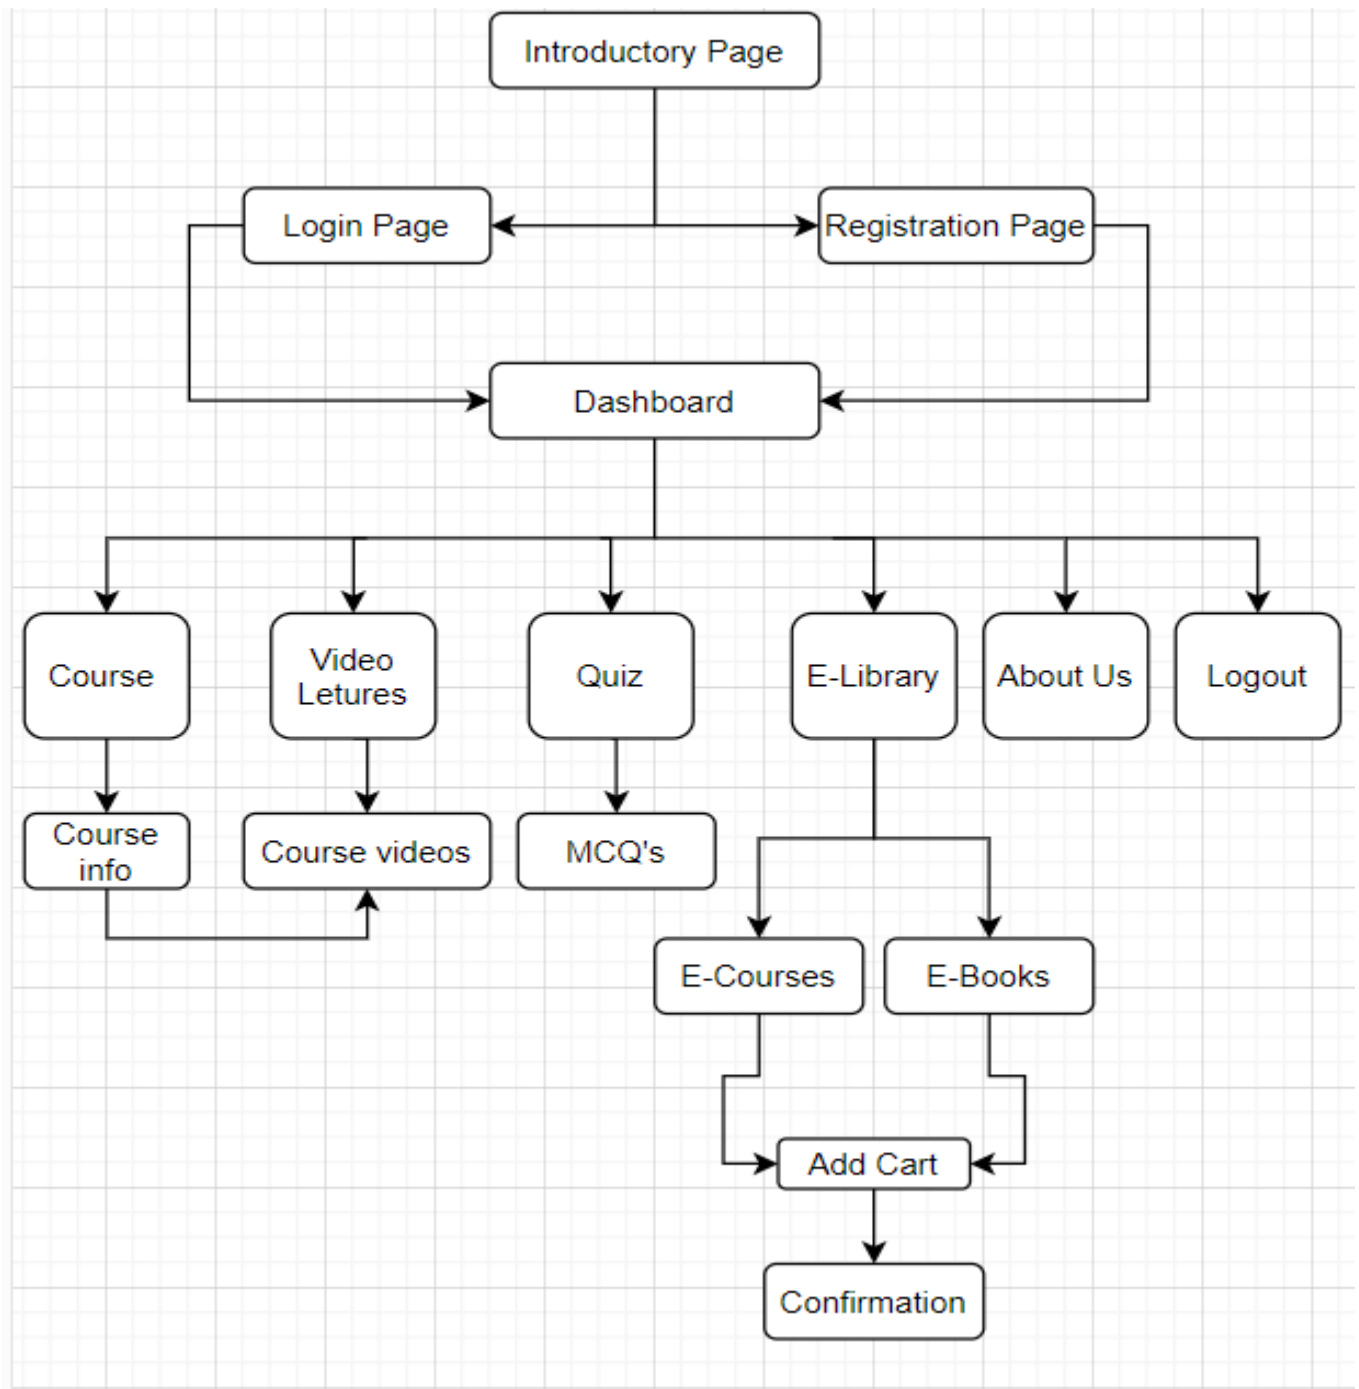 Introductory Page
Login Page
Registration Page
Dashboard
Course
Video
Letures
Quiz
E-Library
About Us
Logout
Course
info
Course videos
MCQ's
E-Courses
E-Books
Add Cart
Confirmation